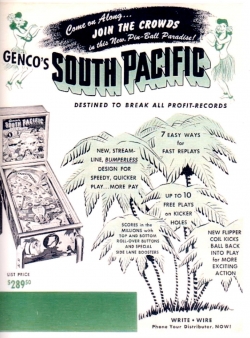 Come on Along...
JOIN THE CROWDS
in this New Pin-Ball Paradise!
GENCO'S
SOUTH PACIFIC
DESTINED TO BREAK ALL PROFIT-RECORDS
7 EASY WAYS
for
FAST REPLAYS
NEW, STREAM-
LINE, BUMPERLESS
DESIGN FOR
SPEEDY, QUICKER
PLAY...MORE PAY
UP to 10
FREE PLAYS
on KICKER
HOLES
SCORES in the
MILLIONS with
TOP and BOTTOM
ROLL-OVER BUTTONS
AND SPECIAL
SIDE LANE BOOSTERS
NEW FLIPPER
COIL KICKS
BALL BACK
INTO PLAY
for MORE
EXCITING
ACTION
LIST PRICE
$289.50
WRITE · WIRE
Phone Your Distributor, NOW!